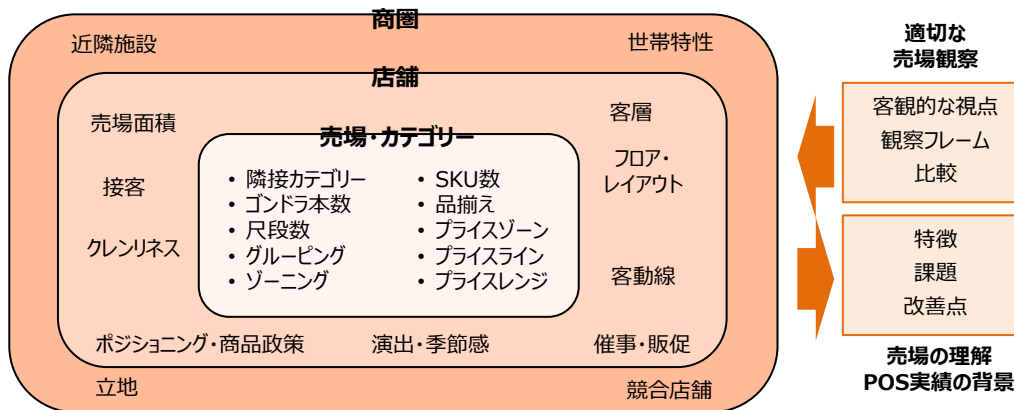 商圏
近隣施設
世帯特性
店舗
売場面積
客層
売場・カテゴリー
接客
フロア・
レイアウト
クレンリネス
• 隣接カテゴリー
• ゴンドラ本数
• 尺段数
• グルーピング
• ゾーニング
• SKU数
• 品揃え
• プライスゾーン
• プライスライン
• プライスレンジ
客動線
ポジショニング・商品政策
演出・季節感
催事・販促
立地
競合店舗
適切な
売場観察
客観的な視点
観察フレーム
比較
特徴
課題
改善点
売場の理解
POS実績の背景